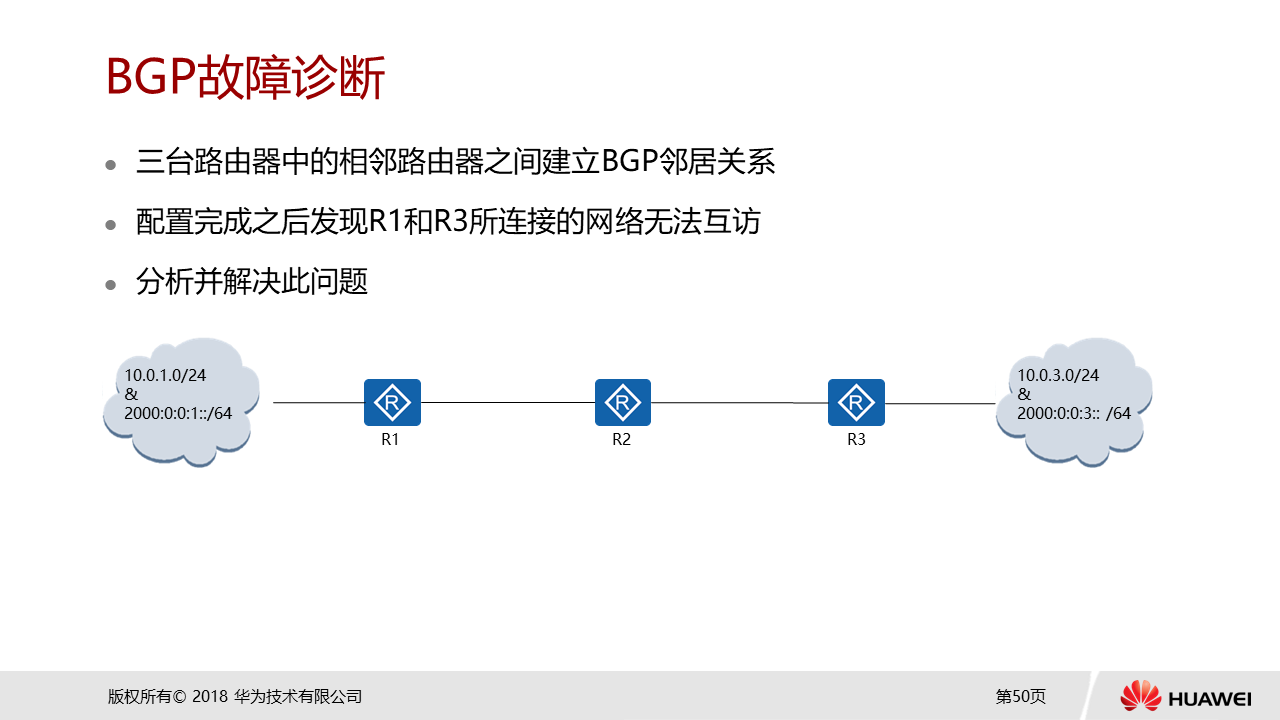 BGP故障诊断
三台路由器中的相邻路由器之间建立BGP邻居关系
配置完成之后发现R1和R3所连接的网络无法互访
分析并解决此问题
10.0.1.0/24
&
2000:0:0:1::/64
R
R1
R
R2
R
R3
10.0.3.0/24
&
2000:0:0:3:: /64
版权所有© 2018 华为技术有限公司
第50页
HUAWEI